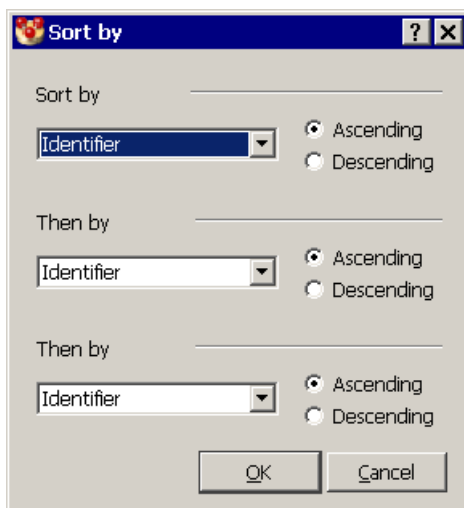 Sort by
Sort by
Identifier
Ascending
Descending
Then by
Identifier
Ascending
Descending
Then by
Identifier
Ascending
Descending
OK Cancel